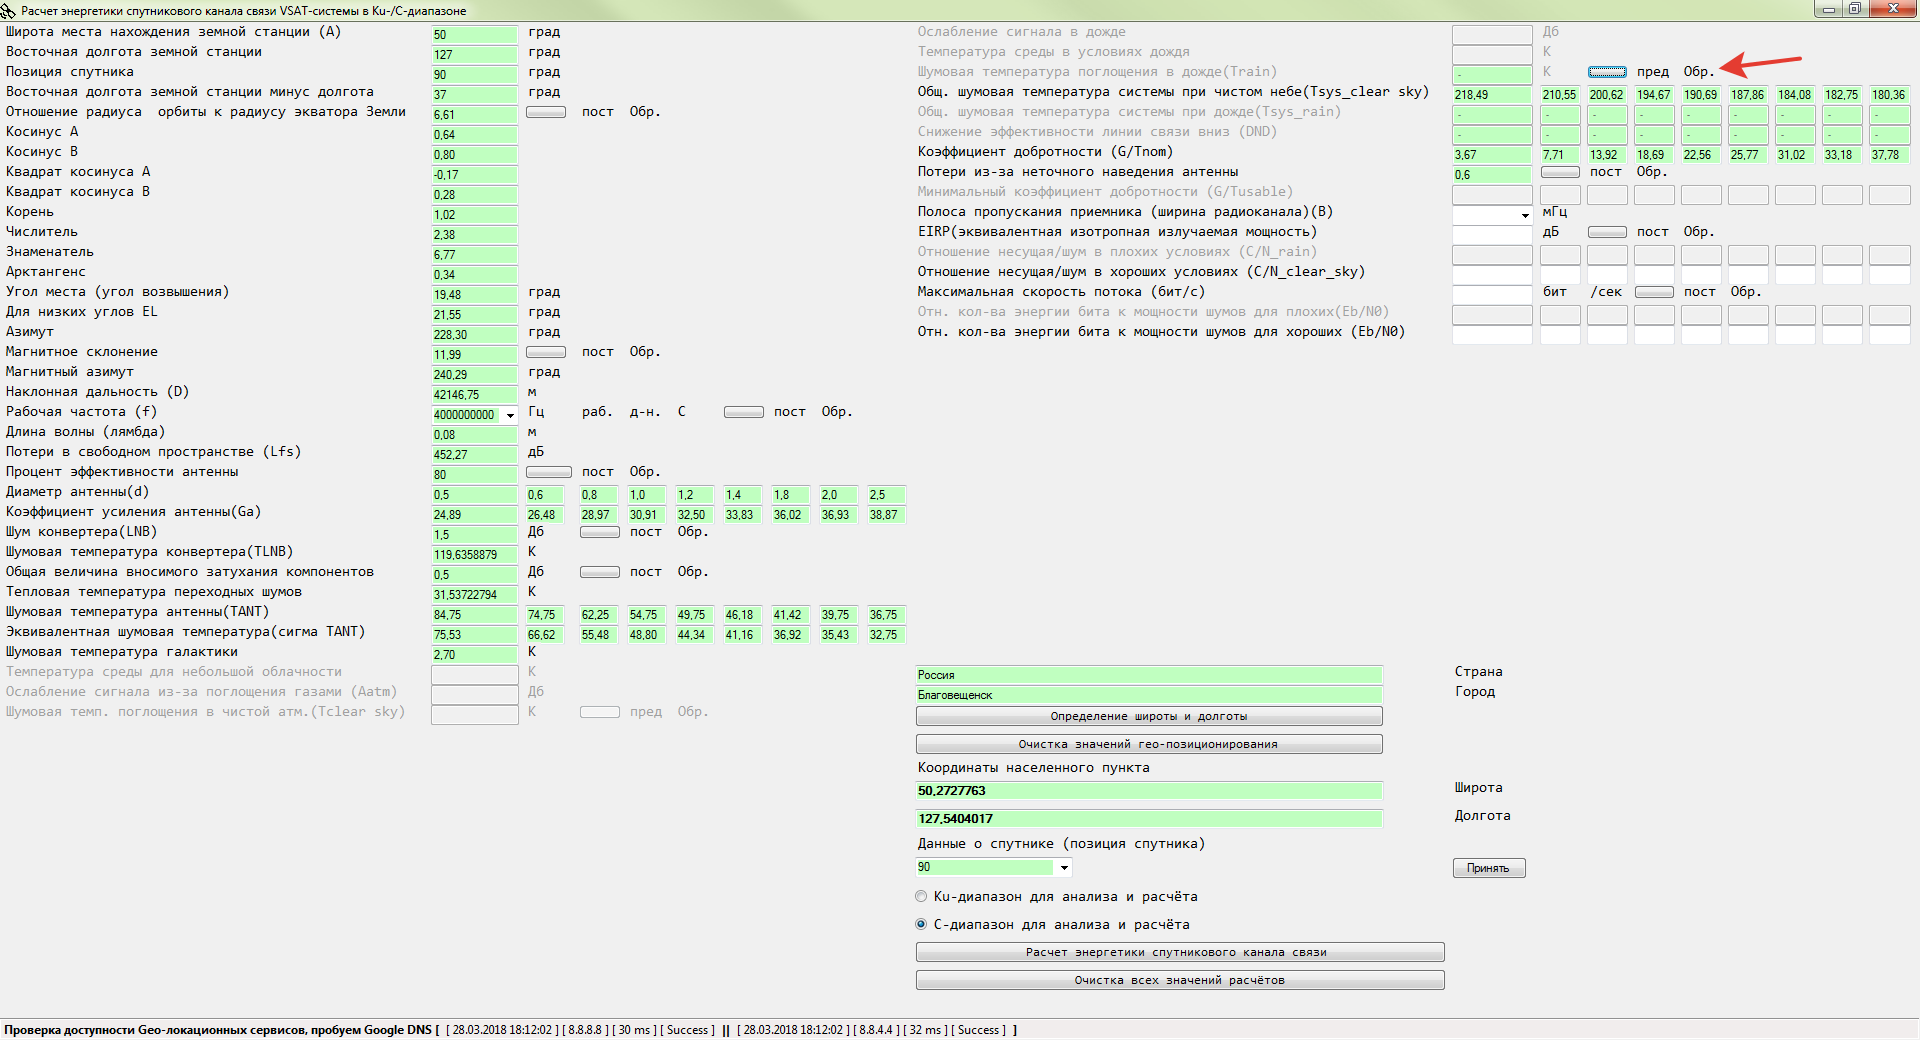 Расчет энергетики спутникового канала связи VSAT-системы в Ku-/C-диапазоне
Широта места нахождения земной станции (A) 50 град
Восточная долгота земной станции 127 град
Позиция спутника 90 град
Восточная долгота земной станции минус долгота 37 град
Отношение радиуса орбиты к радиусу экватора Земли 6,61 пост Обр.
Косинус A 0,64
Косинус B 0,80
Квадрат косинуса A -0,17
Квадрат косинуса B 0,28
Корень 1,02
Числитель 2,38
Знаменатель 6,77
Арктангенс 0,34
Угол места (угол возвышения) 19,48 град
Для низких углов EL 21,55 град
Азимут 228,30 град
Магнитное склонение 11,99 пост Обр.
Магнитный азимут 240,29 град
Наклонная дальность (D) 42146,75 м
Рабочая частота (f) 4000000000 Гц раб. д-н. C пост Обр.
Длина волны (лямбда) 0,08 м
Потери в свободном пространстве (Lfs) 452,27 дБ
Процент эффективности антенны 80 пост Обр.
Диаметр антенны(d) 0,5 0,6 0,8 1,0 1,2 1,4 1,8 2,0 2,5
Коэффициент усиления антенны(Ga) 24,89 26,48 28,97 30,91 32,50 33,83 36,02 36,93 38,87
Шум конвертера(LNB) 1,5 Дб пост Обр.
Шумовая температура конвертера(TLNB) 119,6358879 К
Общая величина вносимого затухания компонентов 0,5 Дб пост Обр.
Тепловая температура переходных шумов 31,53722794 К
Шумовая температура антенны(TANT) 84,75 74,75 62,25 54,75 49,75 46,18 41,42 39,75 36,75
Эквивалентная шумовая температура(сигма TANT) 75,53 66,62 55,48 48,80 44,34 41,16 36,92 35,43 32,75
Шумовая температура галактики 2,70 К
Температура среды для небольшой облачности К
Ослабление сигнала из-за поглощения газами (Aatm) Дб
Шумовая темп. поглощения в чистой атм.(Tclear sky) К пред Обр.
Ослабление сигнала в дожде Дб
Температура среды в условиях дождя К
Шумовая температура поглощения в дожде(Train) - К пред Обр.
Общ. шумовая температура системы при чистом небе(Tsys_clear sky) 218,49 210,55 200,62 194,67 190,69 187,86 184,08 182,75 180,36
Общ. шумовая температура системы при дожде(Tsys_rain) - - - - - - - - -
Снижение эффективности линии связи вниз (DND) - - - - - - - - -
Коэффициент добротности (G/Tnom) 3,67 7,71 13,92 18,69 22,56 25,77 31,02 33,18 37,78
Потери из-за неточного наведения антенны 0,6 пост Обр.
Минимальный коэффициент добротности (G/Tusable)
Полоса пропускания приемника (ширина радиоканала)(B) мГц
EIRP(эквивалентная изотропная излучаемая мощность) дБ пост Обр.
Отношение несущая/шум в плохих условиях (C/N_rain)
Отношение несущая/шум в хороших условиях (C/N_clear_sky)
Максимальная скорость потока (бит/с) бит /сек пост Обр.
Отн. кол-ва энергии бита к мощности шумов для плохих(Eb/N0)
Отн. кол-ва энергии бита к мощности шумов для хороших (Eb/N0)
Россия Страна
Благовещенск Город
Определение широты и долготы
Очистка значений гео-позиционирования
Координаты населенного пункта
50,2727763 Широта
127,5404017 Долгота
Данные о спутнике (позиция спутника)
90 Принять
Ku-диапазон для анализа и расчёта
C-диапазон для анализа и расчёта
Расчет энергетики спутникового канала связи
Очистка всех значений расчётов
Проверка доступности Geo-локационных сервисов, пробуем Google DNS [ [ 28.03.2018 18:12:02 ] [ 8.8.8.8 ] [ 30 ms ] [ Success ] || [ 28.03.2018 18:12:02 ] [ 8.8.4.4 ] [ 32 ms ] [ Success ] ]